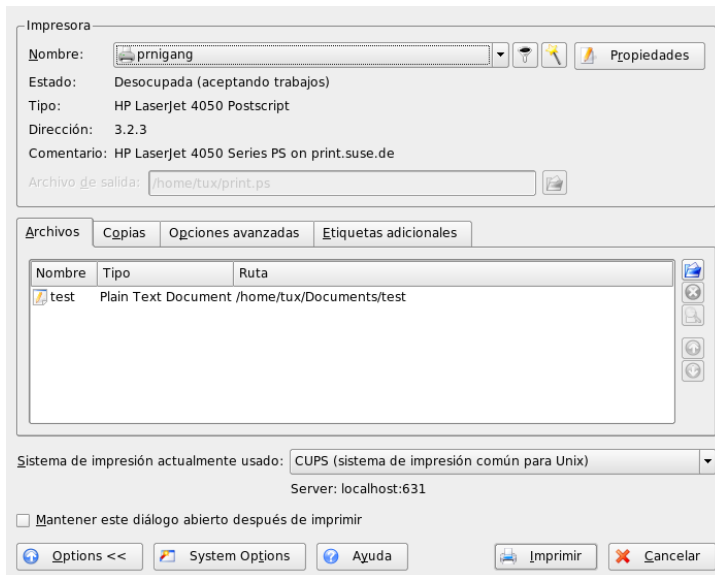 Impresora
Nombre: prnigang Propiedades
Estado: Desocupada (aceptando trabajos)
Tipo: HP LaserJet 4050 Postscript
Dirección: 3.2.3
Comentario: HP LaserJet 4050 Series PS on print.suse.de
Archivo de salida: /home/tux/print.ps
Archivos Copias Opciones avanzadas Etiquetas adicionales
Nombre Tipo Ruta
test Plain Text Document /home/tux/Documents/test
Sistema de impresión actualmente usado: CUPS (sistema de impresión común para Unix)
Server: localhost:631
Mantener este diálogo abierto después de imprimir
Options << System Options Ayuda Imprimir Cancelar